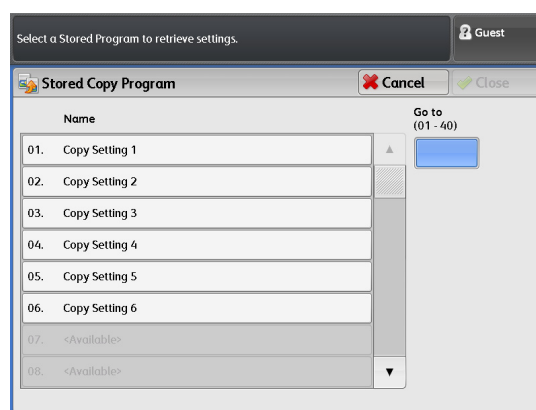 Select a Stored Program to retrieve settings.
Guest
Stored Copy Program
Cancel
Close
Name
Go to
(01 - 40)
01. Copy Setting 1
02. Copy Setting 2
03. Copy Setting 3
04. Copy Setting 4
05. Copy Setting 5
06. Copy Setting 6
07. <Available>
08. <Available>